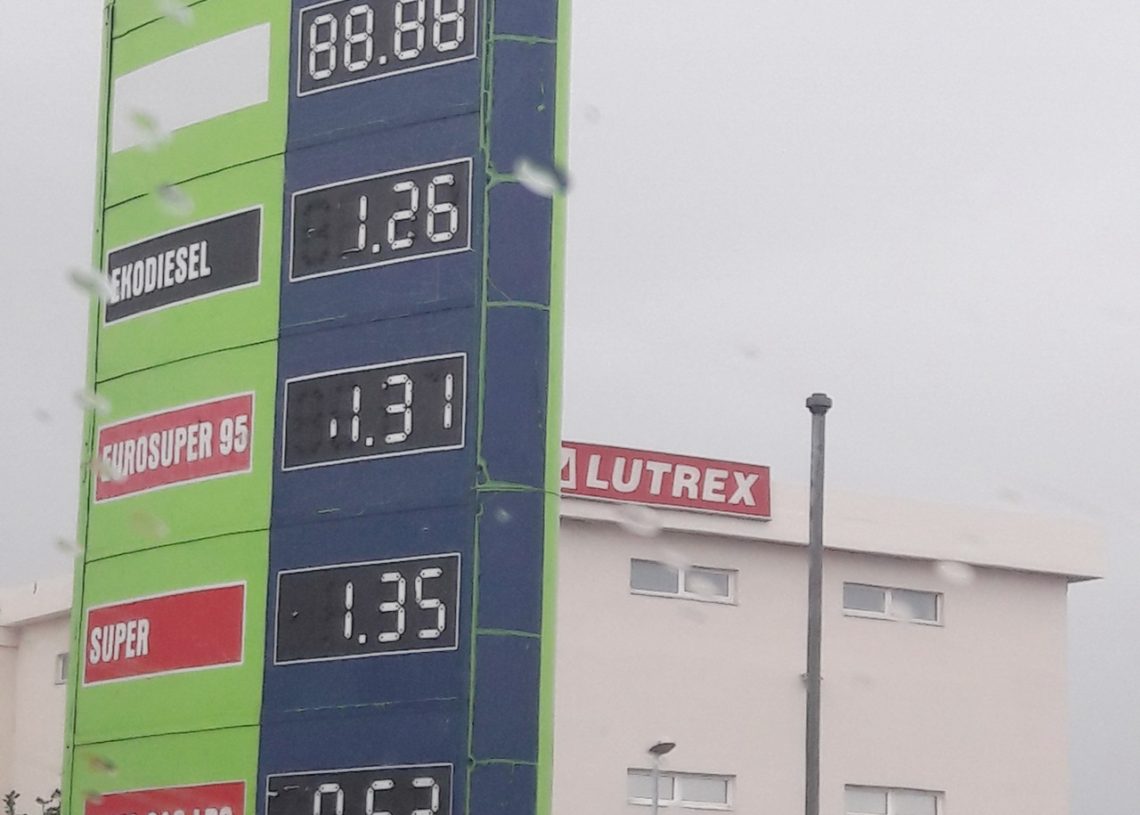 88.88
EKODIESEL 1.26
EUROSUPER 95 1.31
LUTREX
SUPER 1.35